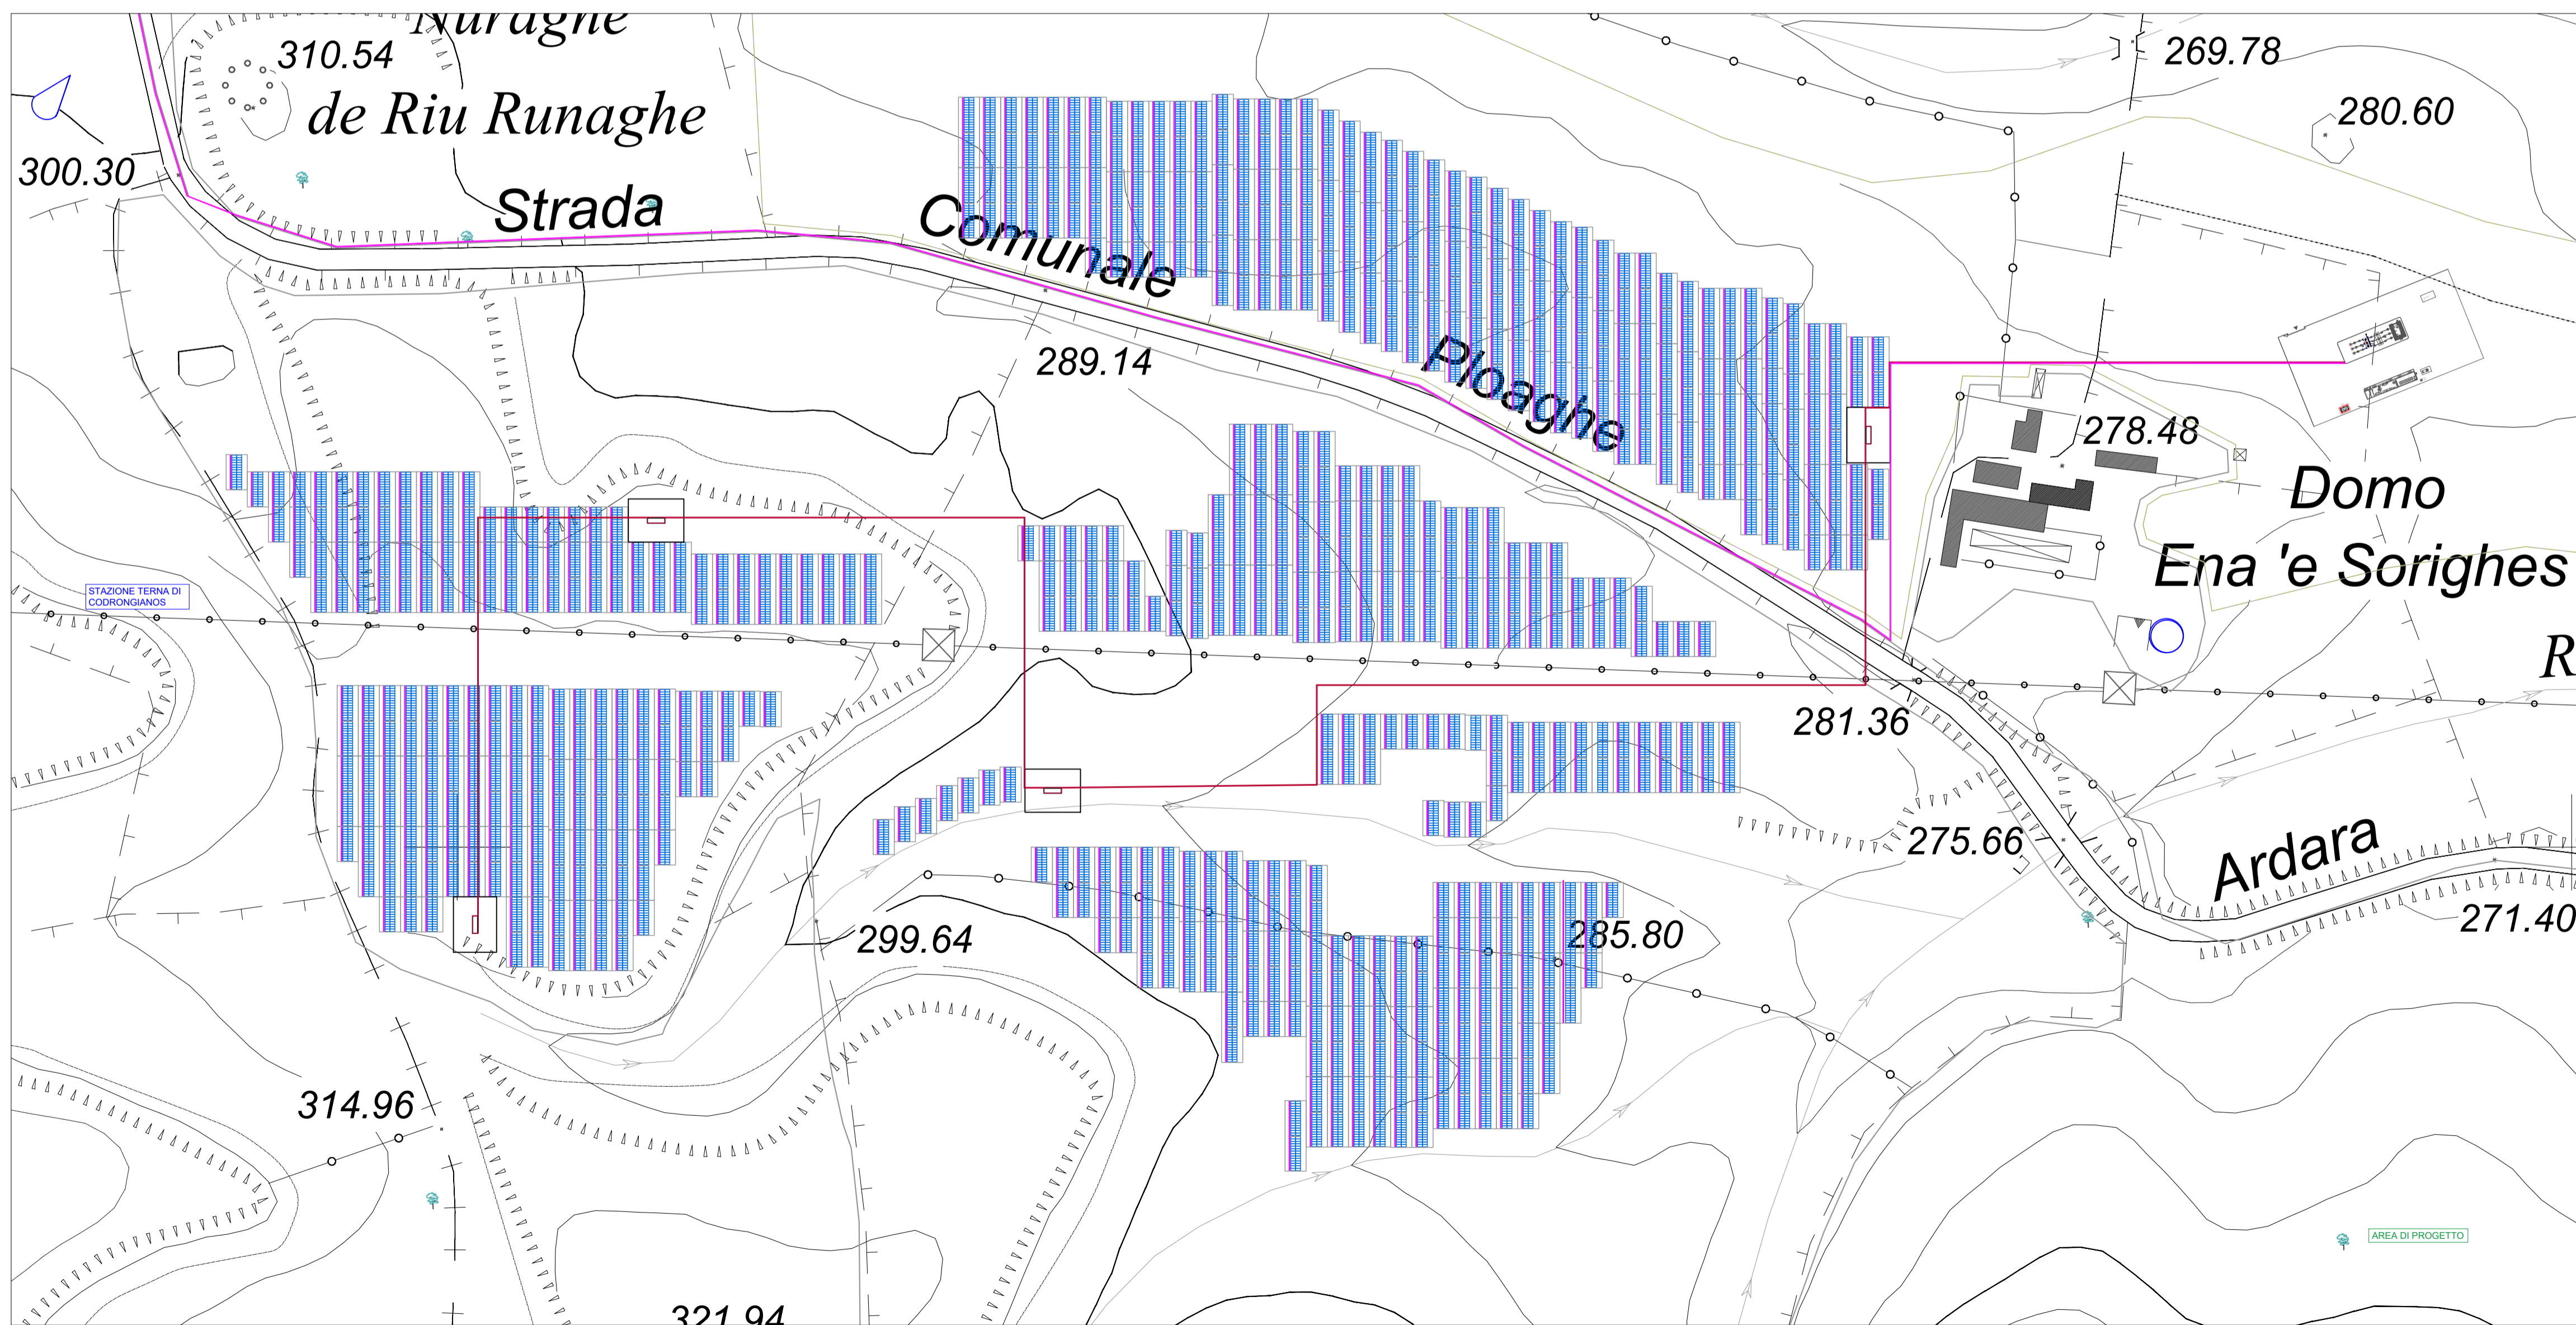 Nuraghe
310.54
269.78
280.60
de Riu Runaghe
300.30
Strada
Comunale
289.14
Ploaghe
278.48
Domo
Ena 'e Sorighes
STAZIONE TERNA DI
CODRONGIANOS
R
281.36
275.66
Ardara
299.64
285.80
271.40
314.96
AREA DI PROGETTO
321.94